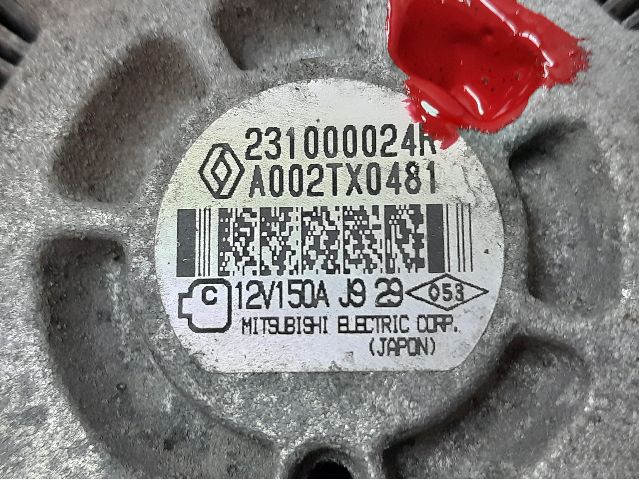 231000024R
A002TX0481
C 12V150A J9 29 053
MITSUBISHI ELECTRIC CORP.
(JAPON)